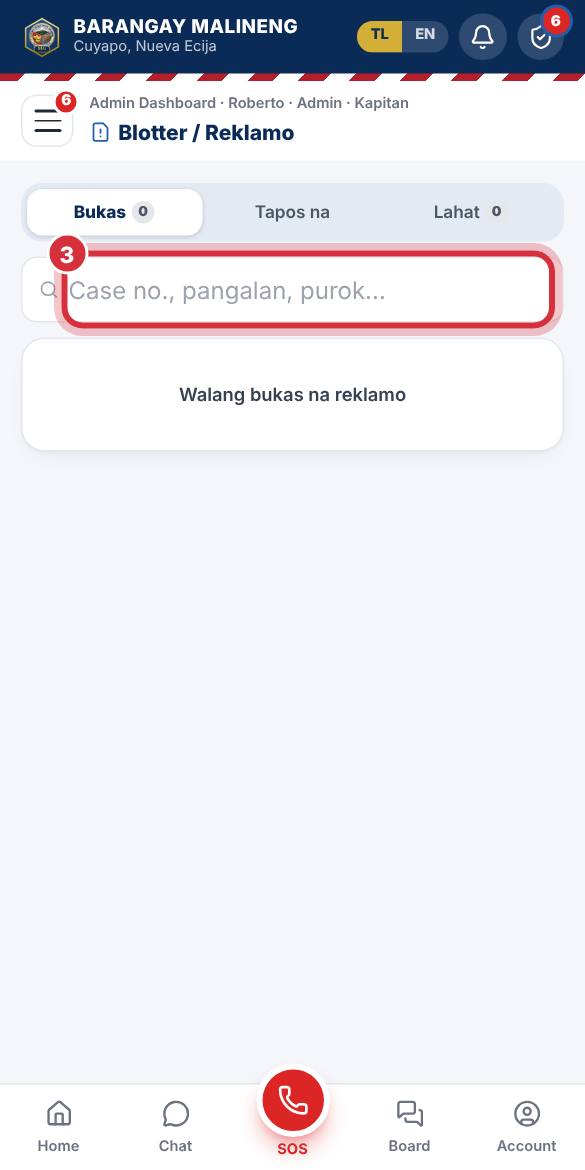 BARANGAY MALINENG
Cuyapo, Nueva Ecija
TL EN
6
6
Admin Dashboard · Roberto · Admin · Kapitan
Blotter / Reklamo
Bukas 0
Tapos na
Lahat 0
3
Case no., pangalan, purok...
Walang bukas na reklamo
Home
Chat
SOS
Board
Account